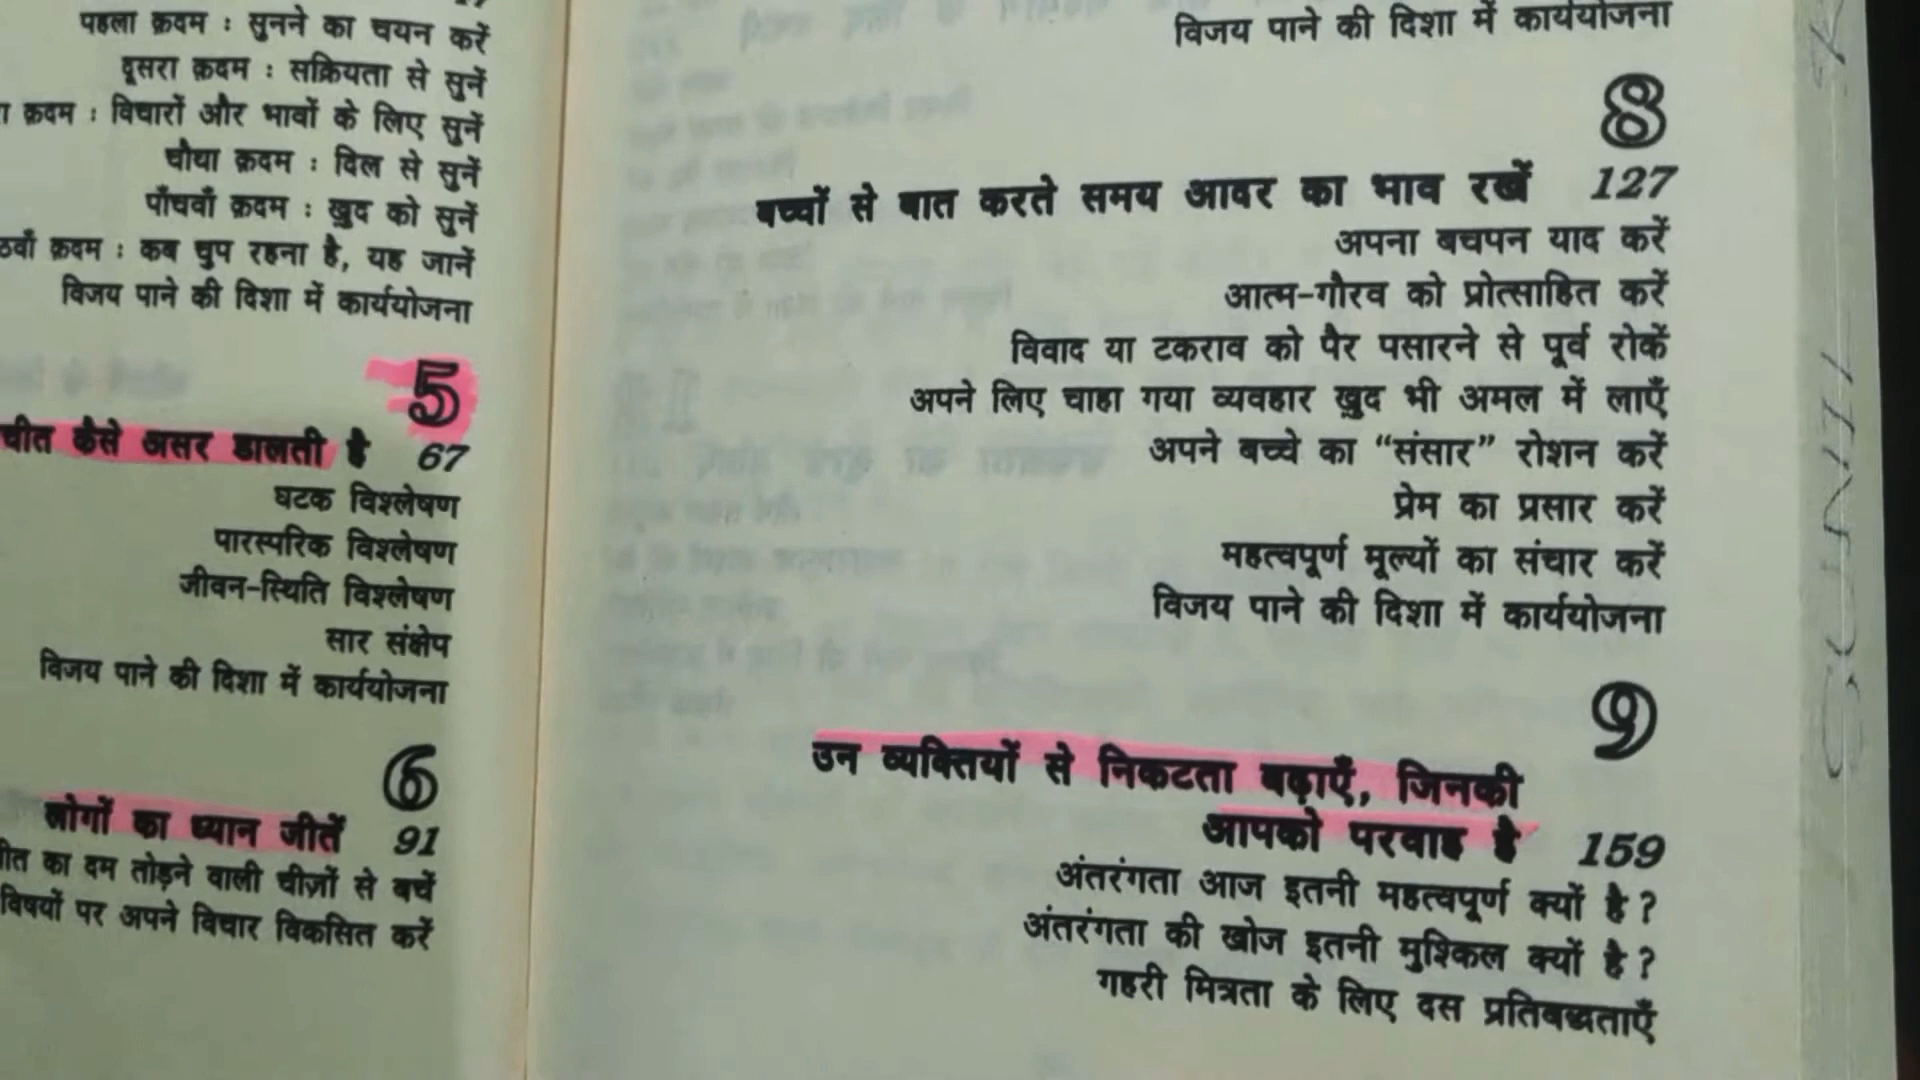 पहला क़दम : सुनने का चयन करें
दूसरा क़दम : सक्रियता से सुनें
क़दम : विचारों और भावों के लिए सुनें
चौथा क़दम : दिल से सुनें
पाँचवाँ क़दम : ख़ुद को सुनें
क़दम : कब चुप रहना है, यह जानें
विजय पाने की दिशा में कार्ययोजना
5
कैसे असर डालती है 67
घटक विश्लेषण
पारस्परिक विश्लेषण
जीवन-स्थिति विश्लेषण
सार संक्षेप
विजय पाने की दिशा में कार्ययोजना
6
लोगों का ध्यान जीतें 91
का दम तोड़ने वाली चीज़ों से बचें
विषयों पर अपने विचार विकसित करें
विजय पाने की दिशा में कार्ययोजना
8
बच्चों से बात करते समय आदर का भाव रखें 127
अपना बचपन याद करें
आत्म-गौरव को प्रोत्साहित करें
विवाद या टकराव को पैर पसारने से पूर्व रोकें
अपने लिए चाहा गया व्यवहार ख़ुद भी अमल में लाएँ
अपने बच्चे का “संसार” रोशन करें
प्रेम का प्रसार करें
महत्वपूर्ण मूल्यों का संचार करें
विजय पाने की दिशा में कार्ययोजना
9
उन व्यक्तियों से निकटता बढ़ाएँ, जिनकी
आपको परवाह है 159
अंतरंगता आज इतनी महत्वपूर्ण क्यों है?
अंतरंगता की खोज इतनी मुश्किल क्यों है?
गहरी मित्रता के लिए दस प्रतिबद्धताएँ